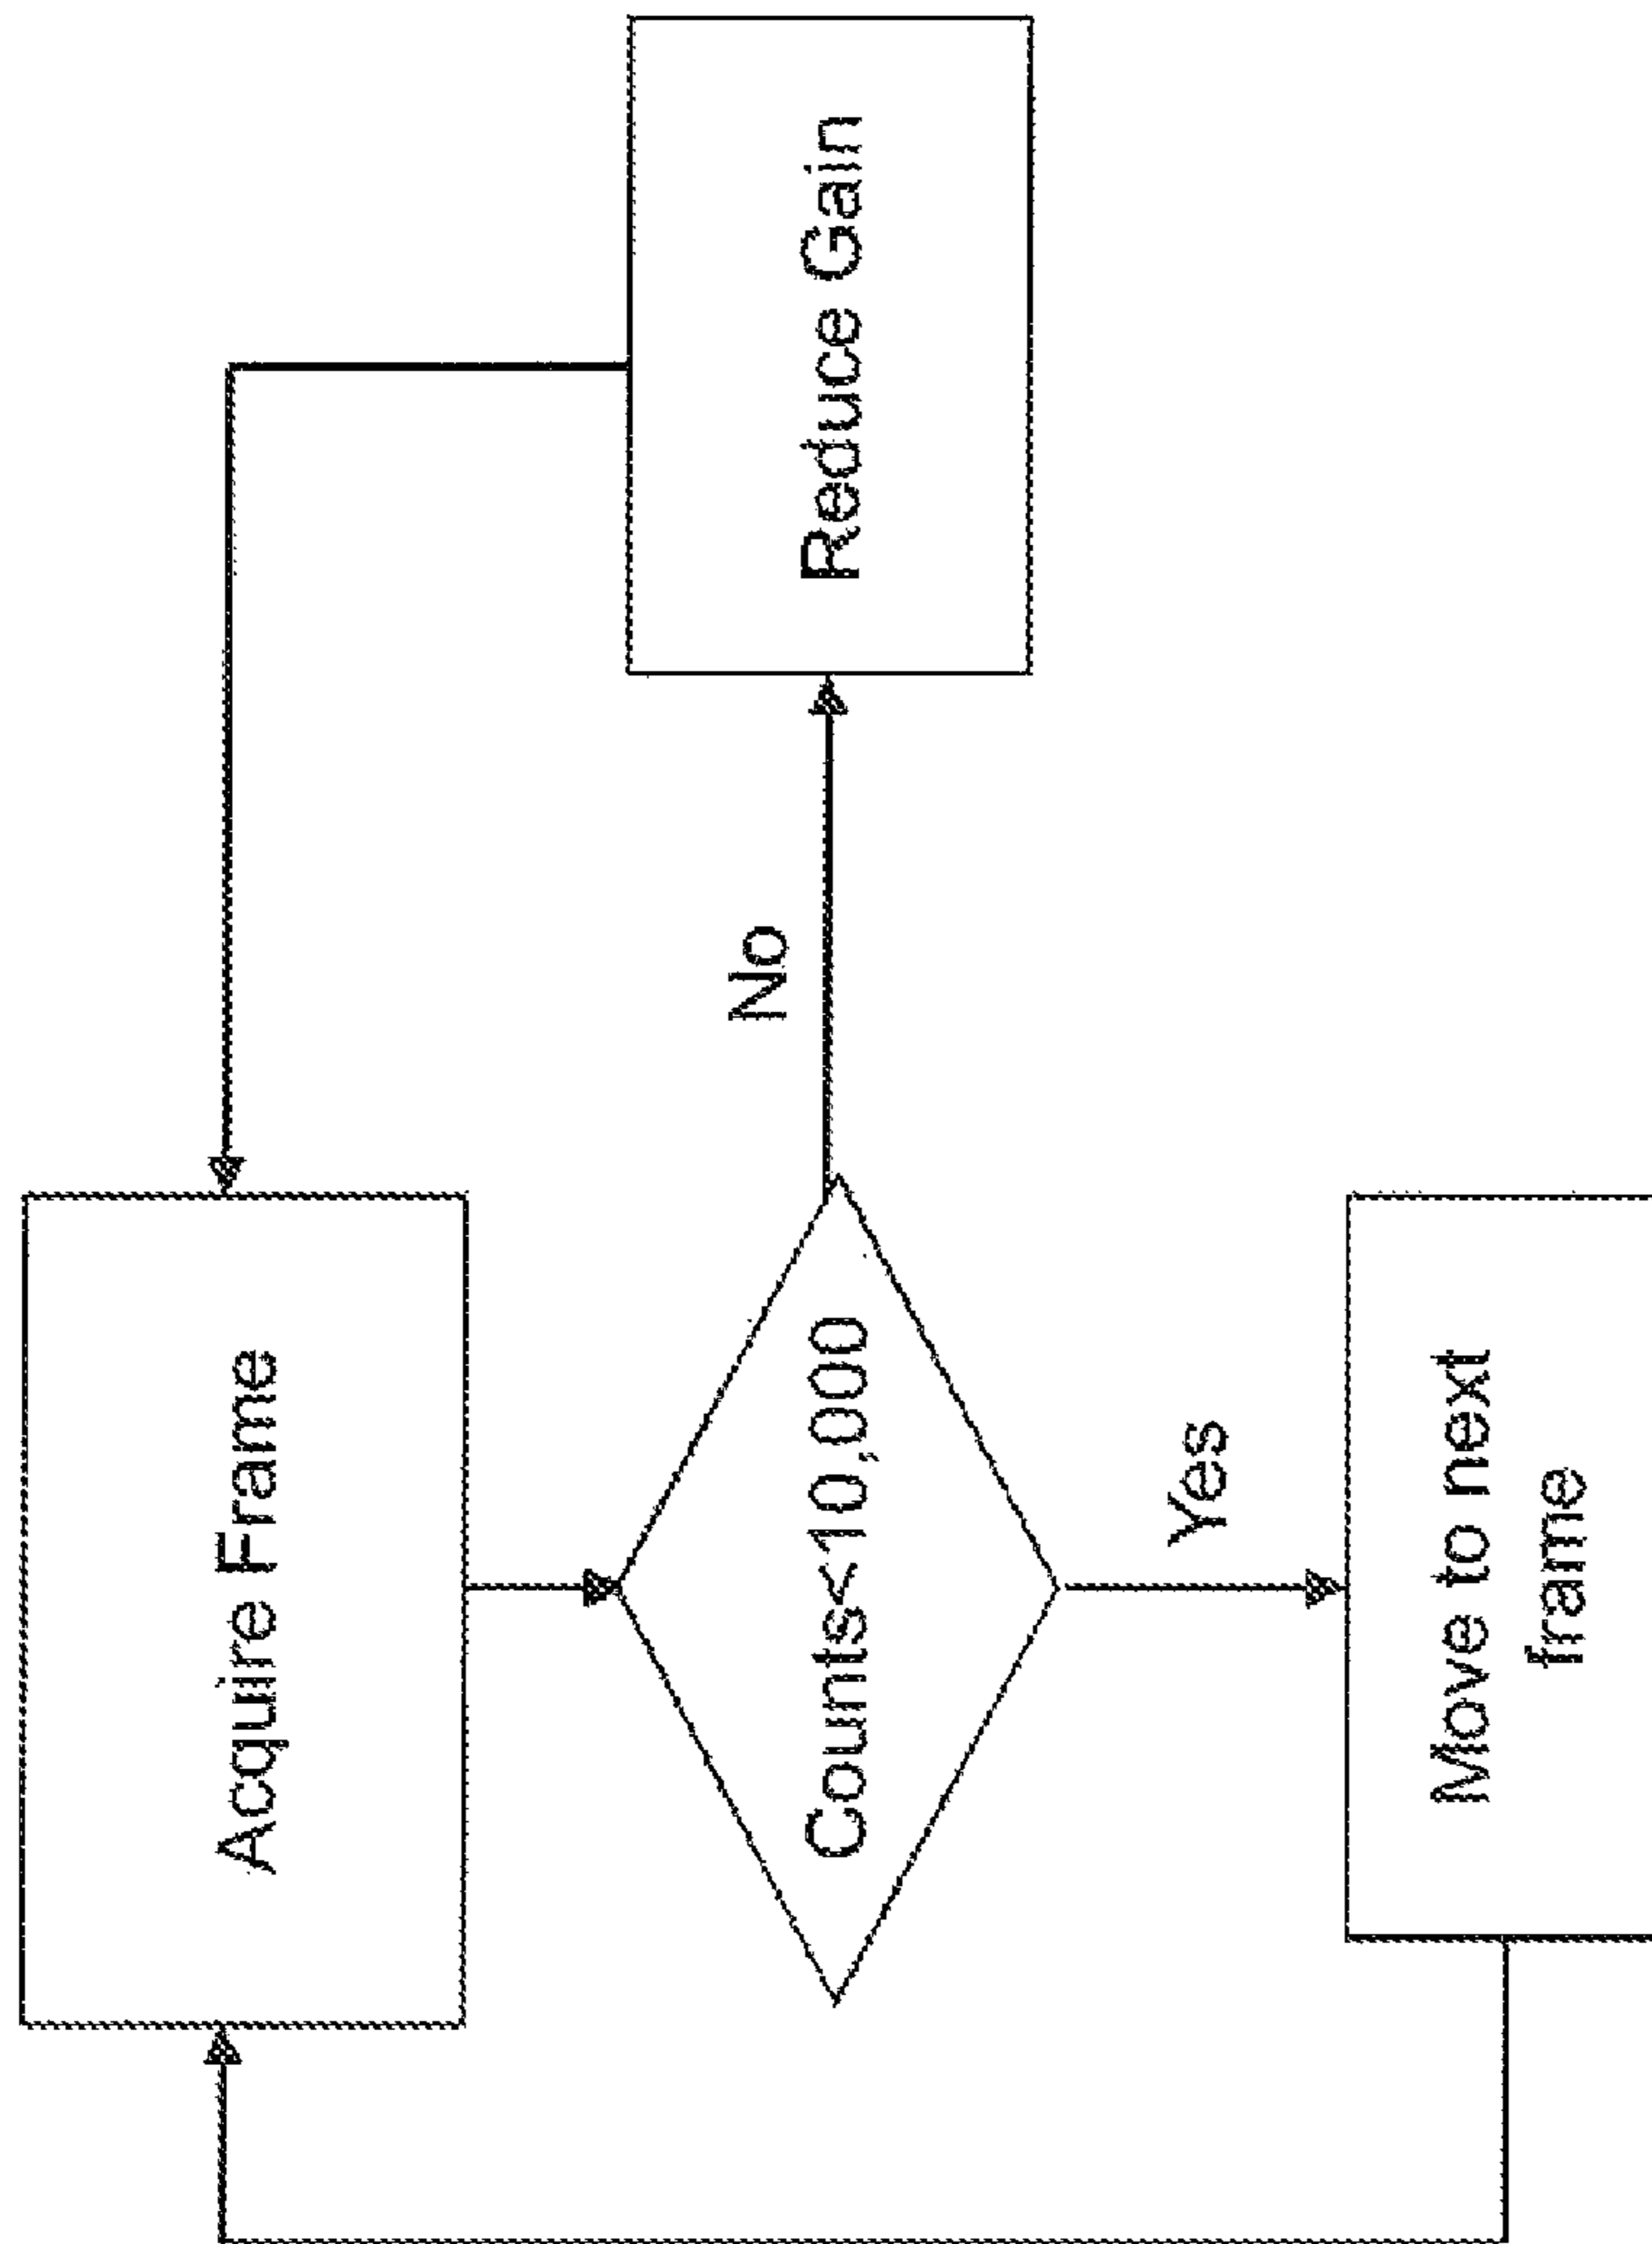 Acquire Frame
Counts<10,000
No
Reduce Gain
Yes
Move to next
frame